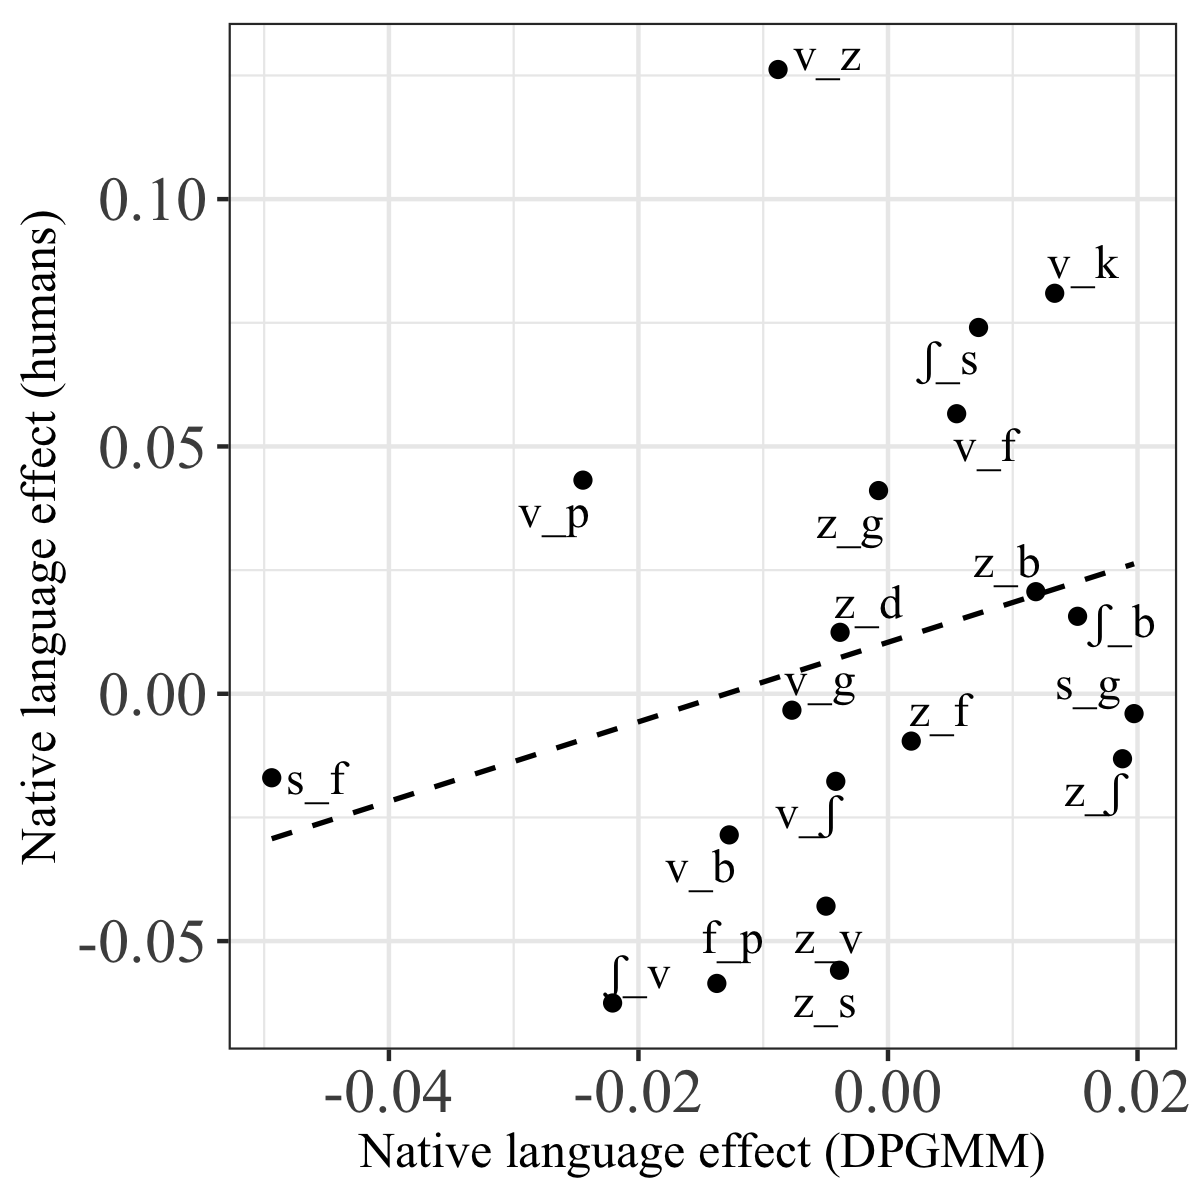 v_z
0.10
v_k
ʃ_s
0.05
v_f
v_p
z_g
z_b
z_d
ʃ_b
0.00
v_g
s_g
z_f
s_f
z_ʃ
v_ʃ
v_b
-0.05
f_p
z_v
ʃ_v
z_s
-0.04
-0.02
0.00
0.02
Native language effect (DPGMM)
Native language effect (humans)